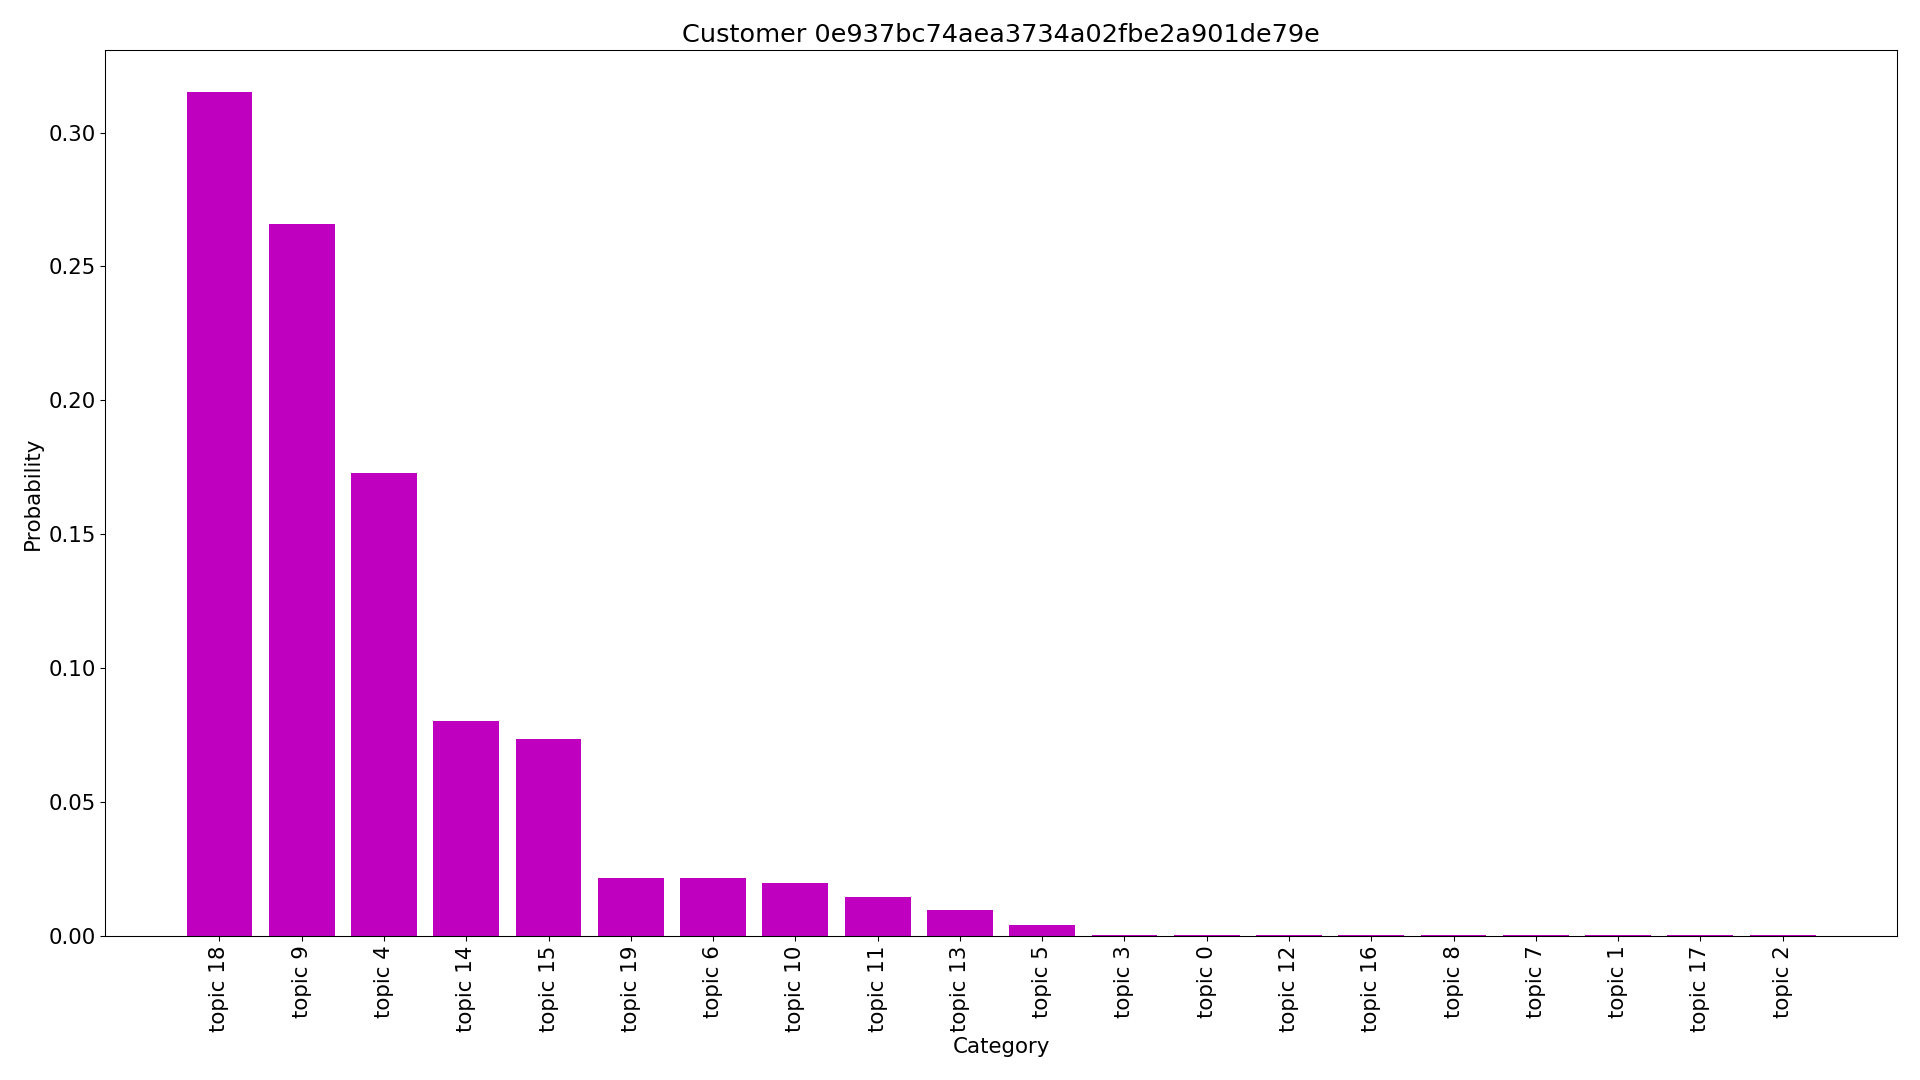 Customer 0e937bc74aea3734a02fbe2a901de79e
Probability
0.30
0.25
0.20
0.15
0.10
0.05
0.00
topic 18
topic 9
topic 4
topic 14
topic 15
topic 19
topic 6
topic 10
topic 11
topic 13
topic 5
topic 3
topic 0
topic 12
topic 16
topic 8
topic 7
topic 1
topic 17
topic 2
Category